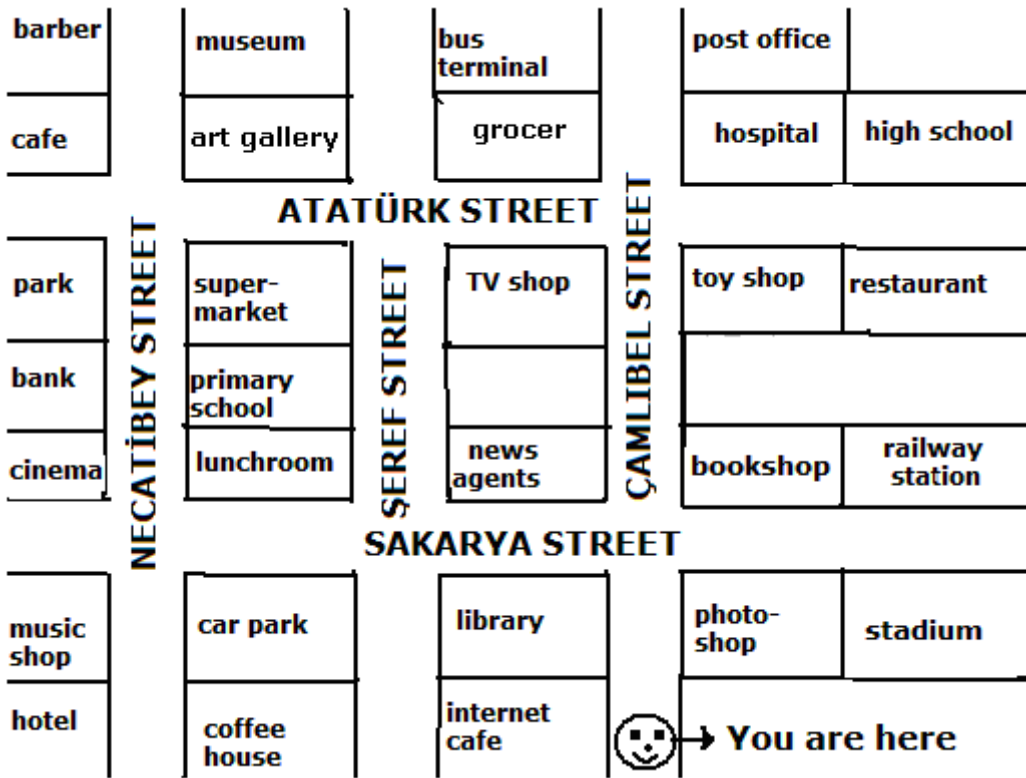 barber
museum
bus
terminal
post office
cafe
art gallery
grocer
hospital
high school
ATATÜRK STREET
NECATİBEY STREET
ŞEREF STREET
ÇAMLIBEL STREET
park
super-
market
TV shop
toy shop
restaurant
bank
primary
school
cinema
lunchroom
news
agents
bookshop
railway
station
SAKARYA STREET
music
shop
car park
library
photo-
shop
stadium
hotel
coffee
house
internet
cafe
You are here